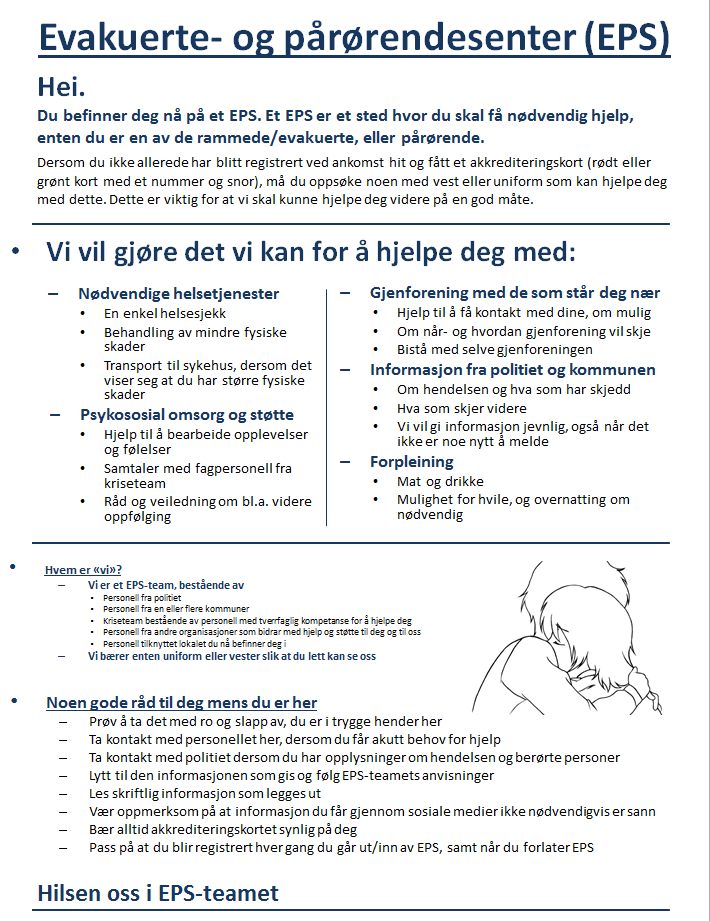 Evakuerte- og pårørendesenter (EPS)
Hei.
Du befinner deg nå på et EPS. Et EPS er et sted hvor du skal få nødvendig hjelp,
enten du er en av de rammede/evakuerte, eller pårørende.
Dersom du ikke allerede har blitt registrert ved ankomst hit og fått et akkrediteringskort (rødt eller
grønt kort med et nummer og snor), må du oppsøke noen med vest eller uniform som kan hjelpe deg
med dette. Dette er viktig for at vi skal kunne hjelpe deg videre på en god måte.
• Vi vil gjøre det vi kan for å hjelpe deg med:
– Nødvendige helsetjenester
• En enkel helsesjekk
• Behandling av mindre fysiske
skader
• Transport til sykehus, dersom det
viser seg at du har større fysiske
skader
– Psykososial omsorg og støtte
• Hjelp til å bearbeide opplevelser
og følelser
• Samtaler med fagpersonell fra
kriseteam
• Råd og veiledning om bl.a. videre
oppfølging
– Gjenforening med de som står deg nær
• Hjelp til å få kontakt med dine, om mulig
• Om når- og hvordan gjenforening vil skje
• Bistå med selve gjenforeningen
– Informasjon fra politiet og kommunen
• Om hendelsen og hva som har skjedd
• Hva som skjer videre
• Vi vil gi informasjon jevnlig, også når det
ikke er noe nytt å melde
– Forpleining
• Mat og drikke
• Mulighet for hvile, og overnatting om
nødvendig
• Hvem er «vi»?
– Vi er et EPS-team, bestående av
• Personell fra politiet
• Personell fra en eller flere kommuner
• Kriseteam bestående av personell med tverrfaglig kompetanse for å hjelpe deg
• Personell fra andre organisasjoner som bidrar med hjelp og støtte til deg og til oss
• Personell tilknyttet lokalet du nå befinner deg i
– Vi bærer enten uniform eller vester slik at du lett kan se oss
• Noen gode råd til deg mens du er her
– Prøv å ta det med ro og slapp av, du er i trygge hender her
– Ta kontakt med personellet her, dersom du får akutt behov for hjelp
– Ta kontakt med politiet dersom du har opplysninger om hendelsen og berørte personer
– Lytt til den informasjonen som gis og følg EPS-teamets anvisninger
– Les skriftlig informasjon som legges ut
– Vær oppmerksom på at informasjon du får gjennom sosiale medier ikke nødvendigvis er sann
– Bær alltid akkrediteringskortet synlig på deg
– Pass på at du blir registrert hver gang du går ut/inn av EPS, samt når du forlater EPS
Hilsen oss i EPS-teamet